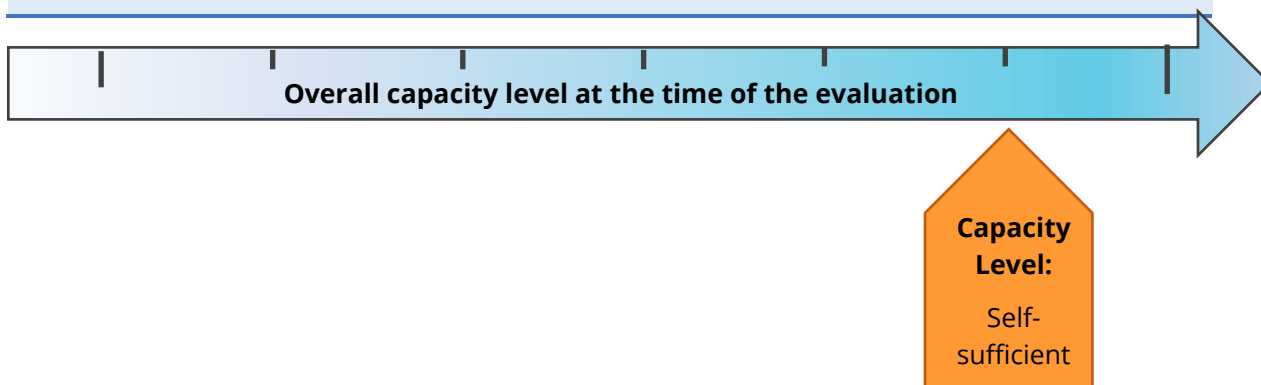 Overall capacity level at the time of the evaluation
Capacity
Level:
Self-
sufficient